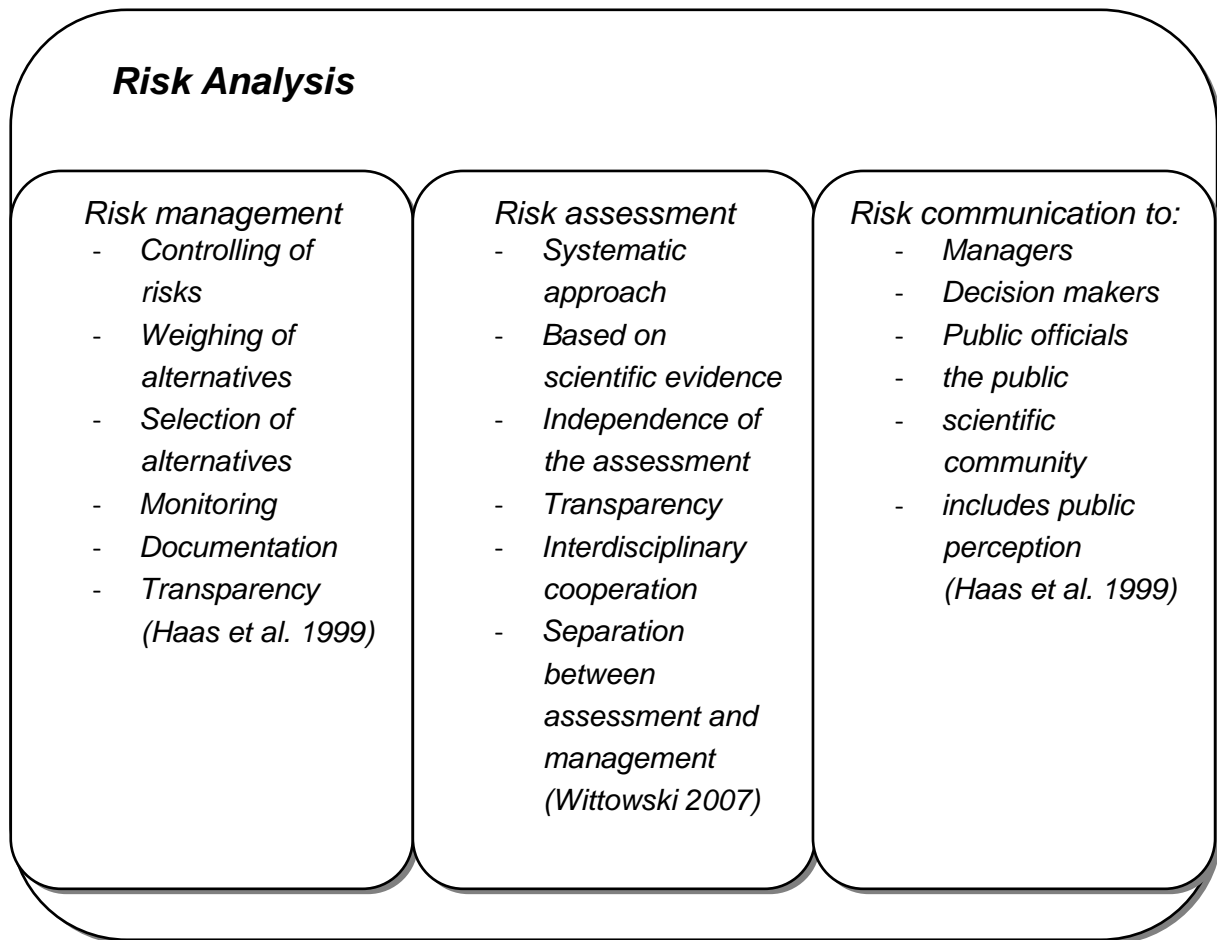 Risk Analysis
Risk management
- Controlling of
risks
- Weighing of
alternatives
- Selection of
alternatives
- Monitoring
- Documentation
- Transparency
(Haas et al. 1999)
Risk assessment
- Systematic
approach
- Based on
scientific evidence
- Independence of
the assessment
- Transparency
- Interdisciplinary
cooperation
- Separation
between
assessment and
management
(Wittowski 2007)
Risk communication to:
- Managers
- Decision makers
- Public officials
- the public
- scientific
community
- includes public
perception
(Haas et al. 1999)